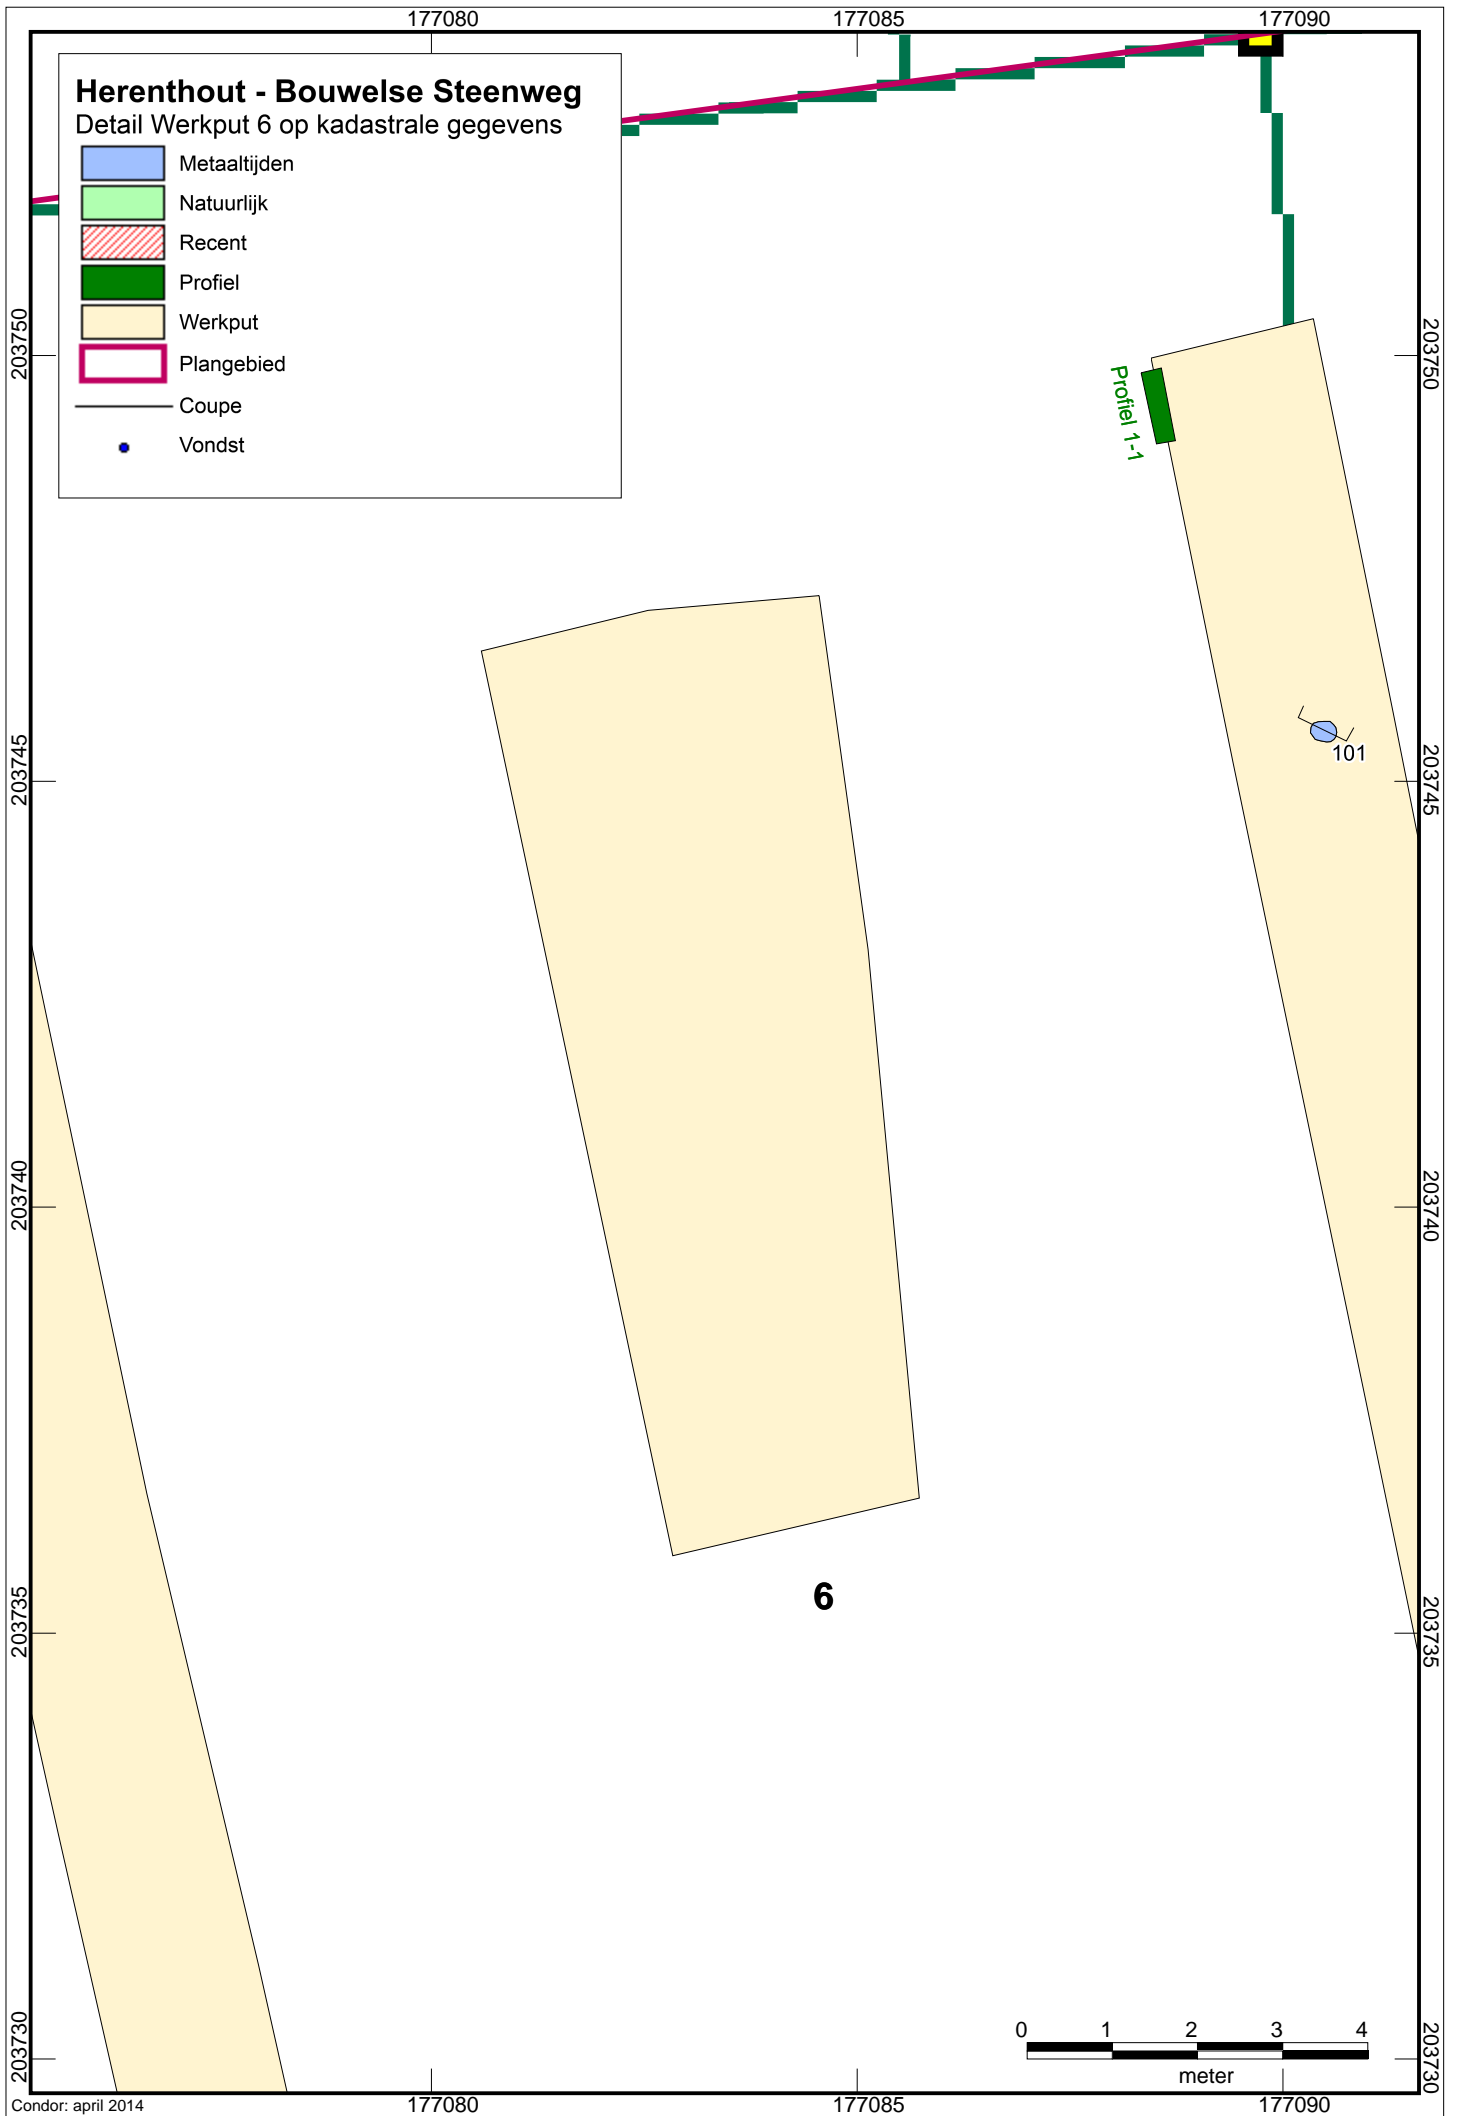 177080 177085 177090
Herenthout - Bouwelse Steenweg
Detail Werkput 6 op kadastrale gegevens
Metaaltijden
Natuurlijk
Recent
Profiel
Werkput
Plangebied
Coupe
Vondst
203750
203750
Profiel 1-1
101
203745
203745
203740
203740
6
203735
203735
0 1 2 3 4
meter
203730
203730
Condor: april 2014
177080 177085 177090